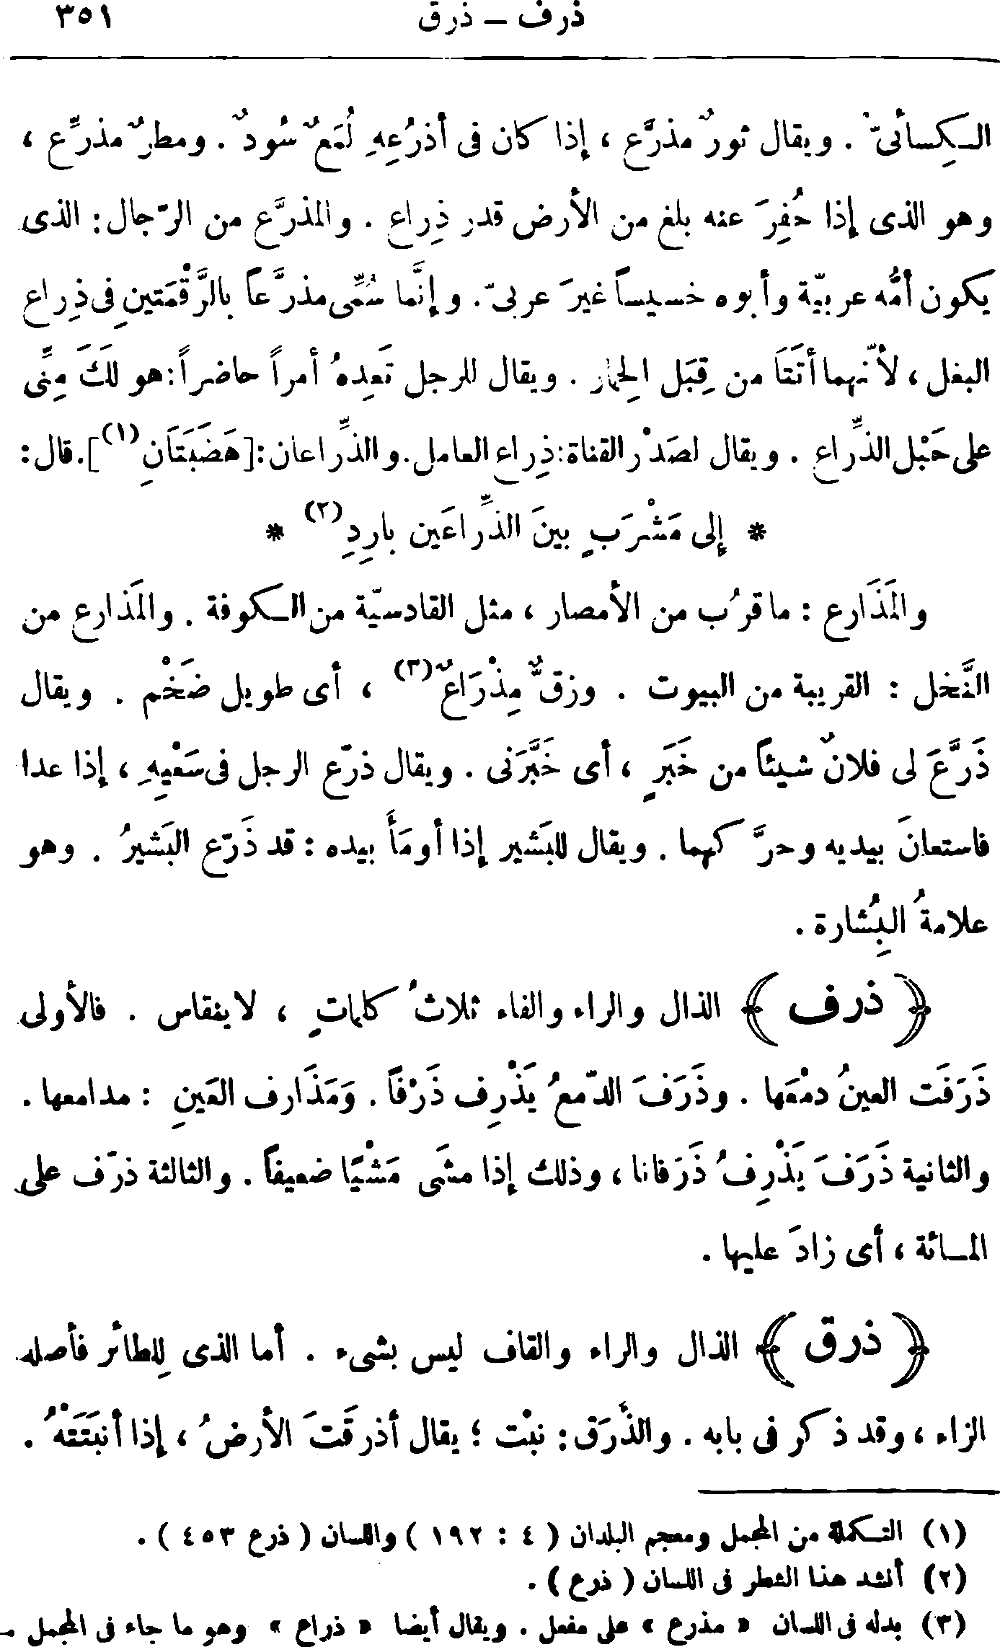 ذرف – ذرق ٣٥١
الكسائىّ . ويقال ثورٌ مذرَّع ، إذا كان فى أذرُعِهِ لُمَعٌ سُودٌ . ومطرٌ مذرِّع ،
وهو الذى إذا حُفِرَ عنه بلغ من الأرض قدر ذِراع . والمذرَّع من الرّجال: الذى
يكون أمُّه عربيّة وأبوه خسيساً غيرَ عربىّ. وإنَّما سُمِّى مذرَّعاً بالرَّقْمَتينِ فى ذِراع
البغل، لأنّهما أتَتَا من قِبَل الحِمار . ويقال للرجل تَعِدهُ أمراً حاضراً: هو لكَ مِنِّى
على حَبْل الذِّراع . ويقال لصَدْر القناة: ذِراع العامل. والذِّراعان: [هَضَبَتَانِ(١)]. قال:
* إلى مَشْرَبٍ بينَ الذِّراعَين بارِدِ(٢) *
والمَذَارع : ما قرُب من الأمصار ، مثل القادسيّة من الكوفة . والمَذارع من
النَّخل : القريبة من البيوت . وزقٌّ مِذْرَاعٌ(٣) ، أى طويل ضَخْم . ويقال
ذَرَّعَ لى فلانٌ شيئاً من خَبَرٍ ، أى خَبَّرَنى . ويقال ذرّع الرجل فى سَعْيِهِ ، إذا عدا
فاستعانَ بيديه وحرَّكهما . ويقال للبَشير إذا أومَأَ بيده : قد ذَرّع البَشيرُ . وهو
علامةُ البِشارة .
﴿ ذرف ﴾ الذال والراء والفاء ثلاثُ كلماتٍ ، لا ينقاس . فالأولى
ذَرَفَت العينُ دمْعَها . وذَرَفَ الدّمعُ يَذْرِف ذَرْفاً . وَمَذَارف العَينِ : مدامعها .
والثانية ذَرَفَ يَذْرِفُ ذَرَفانا ، وذلك إذا مشَى مَشْيًا ضعيفاً . والثالثة ذرّف على
المائة ، أى زادَ عليها .
﴿ ذرق ﴾ الذال والراء والقاف ليس بشىء . أما الذى لِلطائر فأصله
الزاء ، وقد ذكر فى بابه . والذُّرَق : نبْت ؛ يقال أذرقَتَ الأرضُ ، إذا أنبَتَتْهُ .
(١) التكملة من المجمل ومعجم البلدان ( ٤ : ١٩٢ ) واللسان ( ذرع ٤٥٣ ) .
(٢) أنشد هذا الشطر فى اللسان ( ذرع ) .
(٣) بدله فى اللسان « مذرع » على مفعل . ويقال أيضا « ذراع » وهو ما جاء فى المجمل .